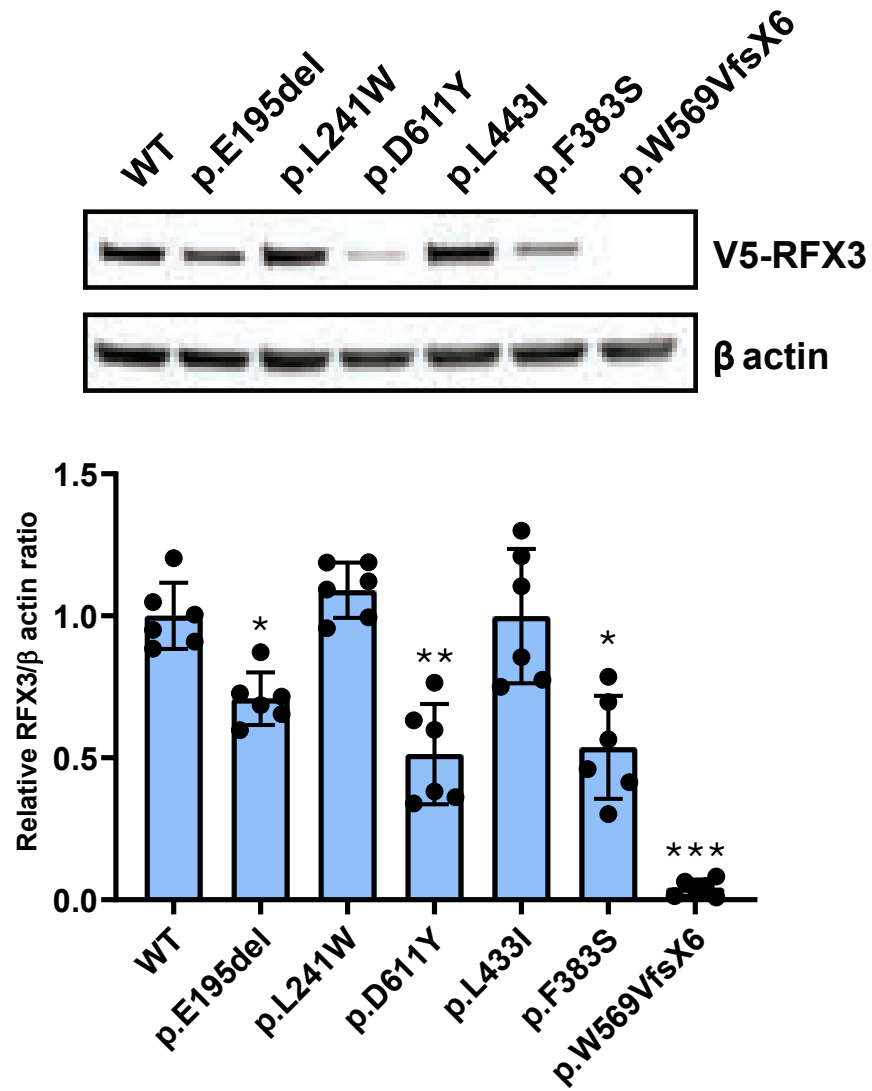 WT
p.E195del
p.L241W
p.D611Y
p.L443I
p.F383S
p.W569VfsX6
V5-RFX3
β actin
Relative RFX3/β actin ratio
1.5
1.0
0.5
0.0
*
**
*
***
WT
p.E195del
p.L241W
p.D611Y
p.L433I
p.F383S
p.W569VfsX6